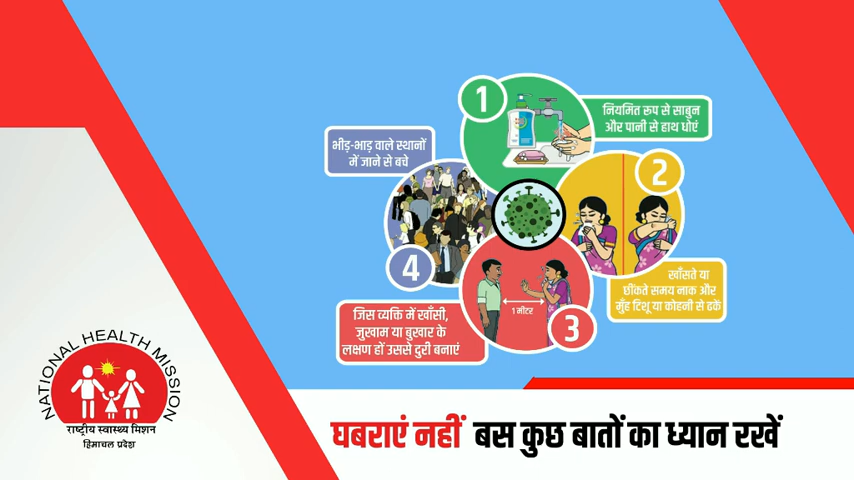 1
नियमित रूप से साबुन
और पानी से हाथ धोएं
2
खाँसते या
छींकते समय नाक और
मुँह टिशू या कोहनी से ढकें
3
1 मीटर
जिस व्यक्ति में खाँसी,
जुखाम या बुखार के
लक्षण हों उससे दुरी बनाएं
4
भीड़-भाड़ वाले स्थानों
में जाने से बचे
NATIONAL HEALTH MISSION
राष्ट्रीय स्वास्थ्य मिशन
हिमाचल प्रदेश
घबराएं नहीं बस कुछ बातों का ध्यान रखें